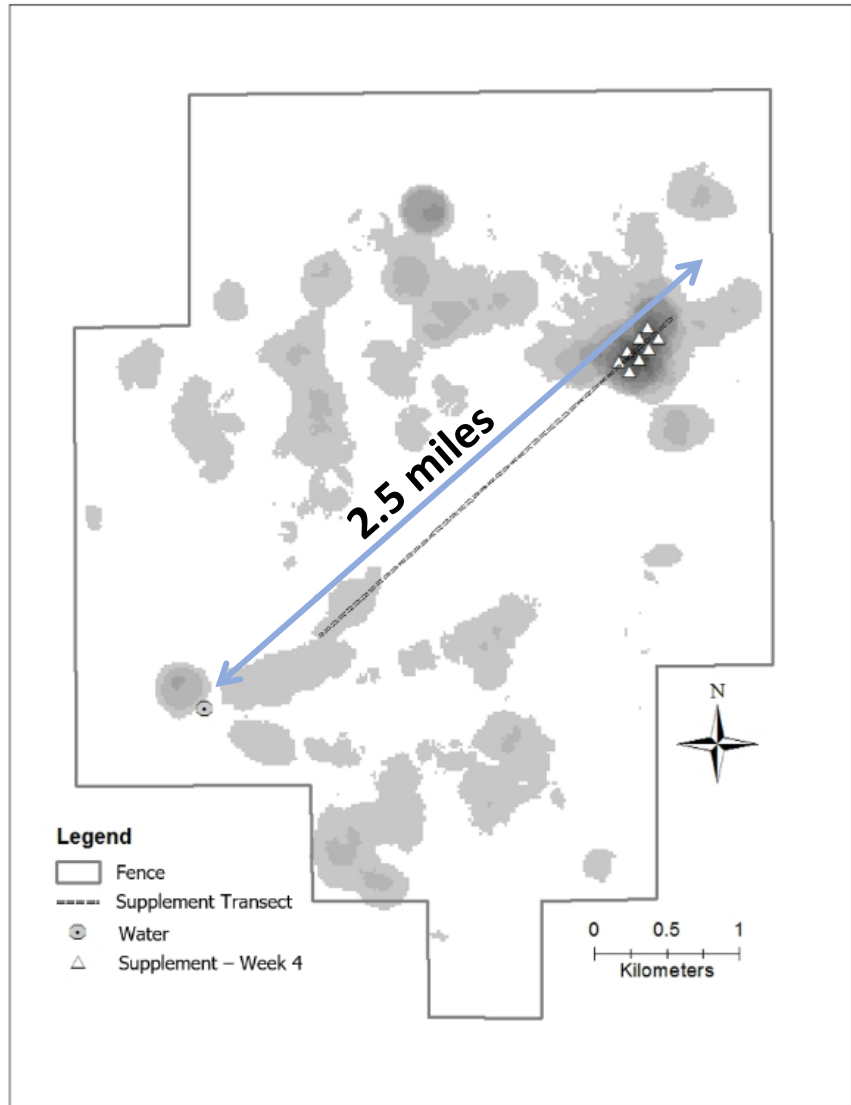 2.5 miles
N
Legend
Fence
Supplement Transect
Water
Supplement – Week 4
0 0.5 1
Kilometers